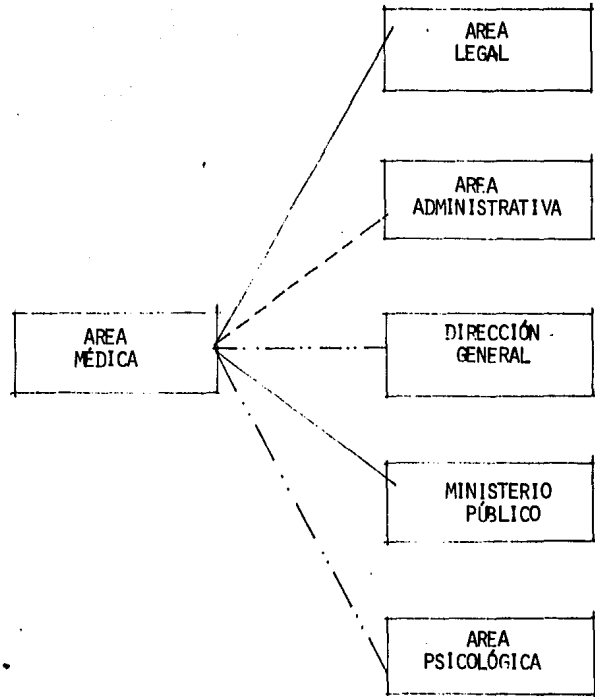 AREA
LEGAL
AREA
ADMINISTRATIVA
AREA
MÉDICA
DIRECCIÓN
GENERAL
MINISTERIO
PÚBLICO
AREA
PSICOLÓGICA